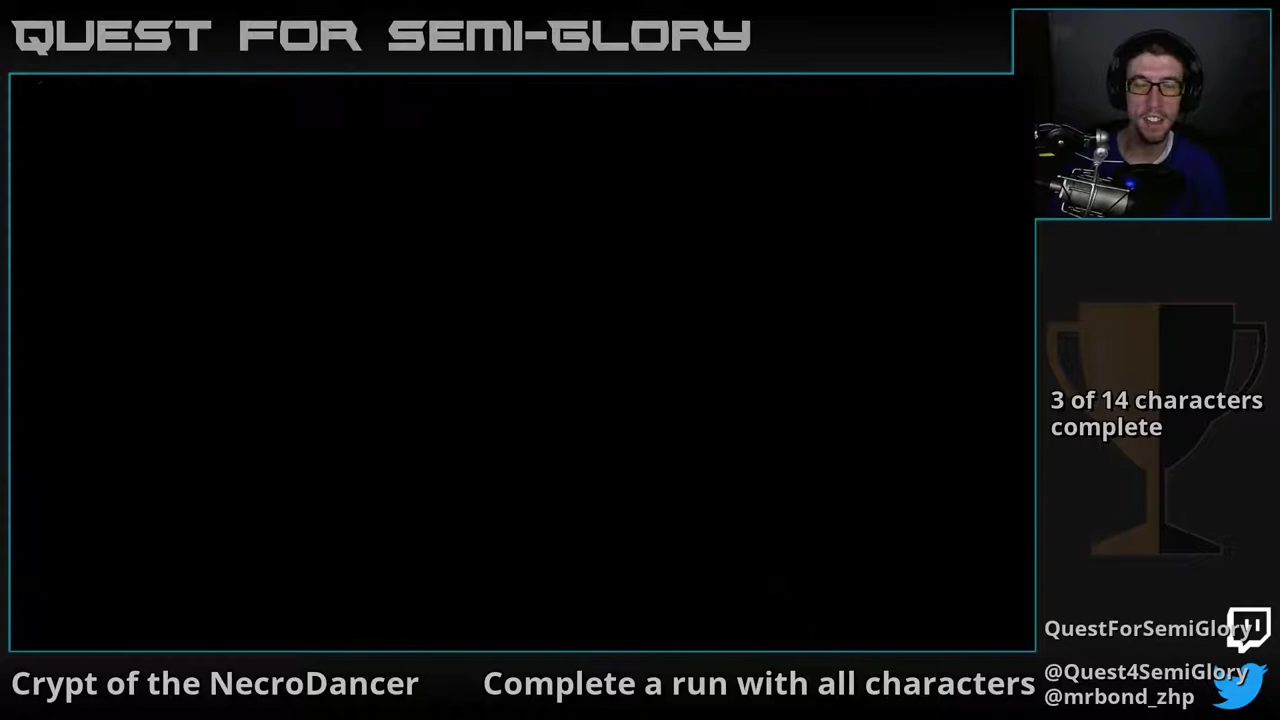 QUEST FOR SEMI-GLORY
3 of 14 characters
complete
QuestForSemiGlory
@Quest4SemiGlory
@mrbond_zhp
Crypt of the NecroDancer
Complete a run with all characters